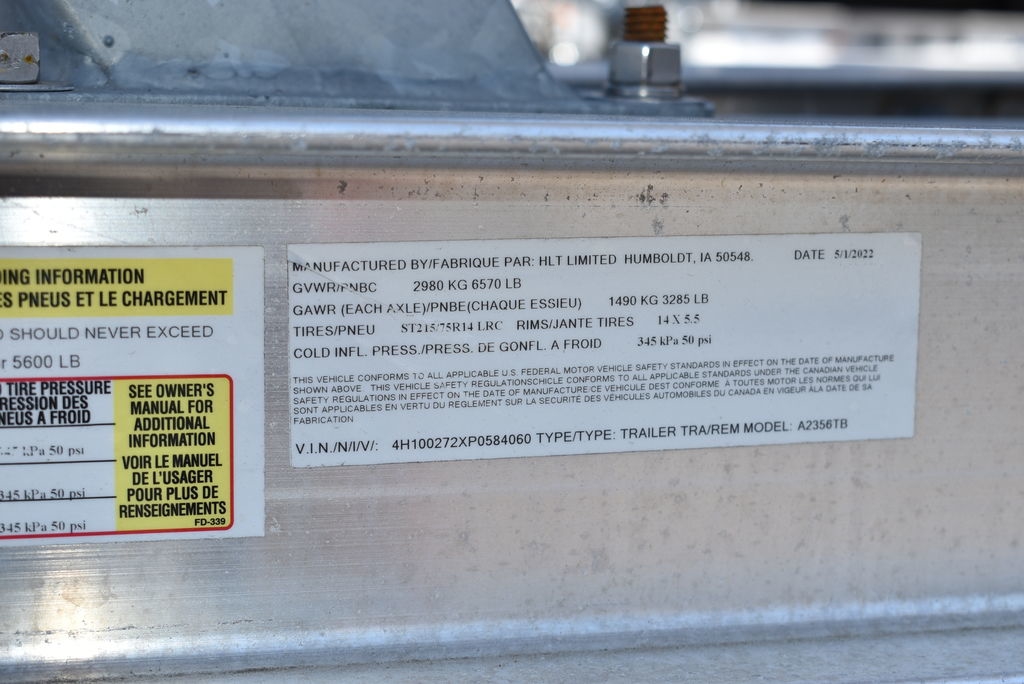 DING INFORMATION
ES PNEUS ET LE CHARGEMENT
SHOULD NEVER EXCEED
r 5600 LB
TIRE PRESSURE
RESSION DES
NEUS A FROID
kPa 50 psi
345 kPa 50 psi
345 kPa 50 psi
SEE OWNER'S
MANUAL FOR
ADDITIONAL
INFORMATION
VOIR LE MANUEL
DE L'USAGER
POUR PLUS DE
RENSEIGNEMENTS
FD-339
MANUFACTURED BY/FABRIQUE PAR: HLT LIMITED HUMBOLDT, IA 50548. DATE 5/1/2022
GVWR/PNBC 2980 KG 6570 LB
GAWR (EACH AXLE)/PNBE(CHAQUE ESSIEU) 1490 KG 3285 LB
TIRES/PNEU ST215/75R14 LRC RIMS/JANTE TIRES 14 X 5.5
COLD INFL. PRESS./PRESS. DE GONFL. A FROID 345 kPa 50 psi
THIS VEHICLE CONFORMS TO ALL APPLICABLE U.S. FEDERAL MOTOR VEHICLE SAFETY STANDARDS IN EFFECT ON THE DATE OF MANUFACTURE
SHOWN ABOVE. THIS VEHICLE SAFETY REGULATIONSCHICLE CONFORMS TO ALL APPLICABLE STANDARDS UNDER THE CANADIAN VEHICLE
SAFETY REGULATIONS IN EFFECT ON THE DATE OF MANUFACTURE/CE VEHICULE DEST CONFORME À TOUTES MOTOR LES NORMES QUI LUI
SONT APPLICABLES EN VERTU DU REGLEMENT SUR LA SECURITE DES VÉHICULES AUTOMOBILES DU CANADA EN VIGEUR ALA DATE DE SA
FABRICATION
V.I.N./N/I/V/: 4H100272XP0584060 TYPE/TYPE: TRAILER TRA/REM MODEL: A2356TB